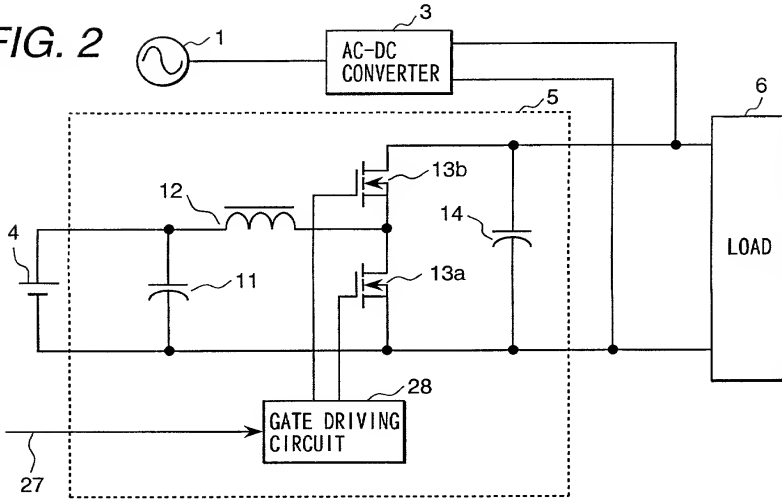 FIG. 2
1
3
AC-DC
CONVERTER
5
6
13b
12
14
4
LOAD
11
13a
28
GATE DRIVING
CIRCUIT
27